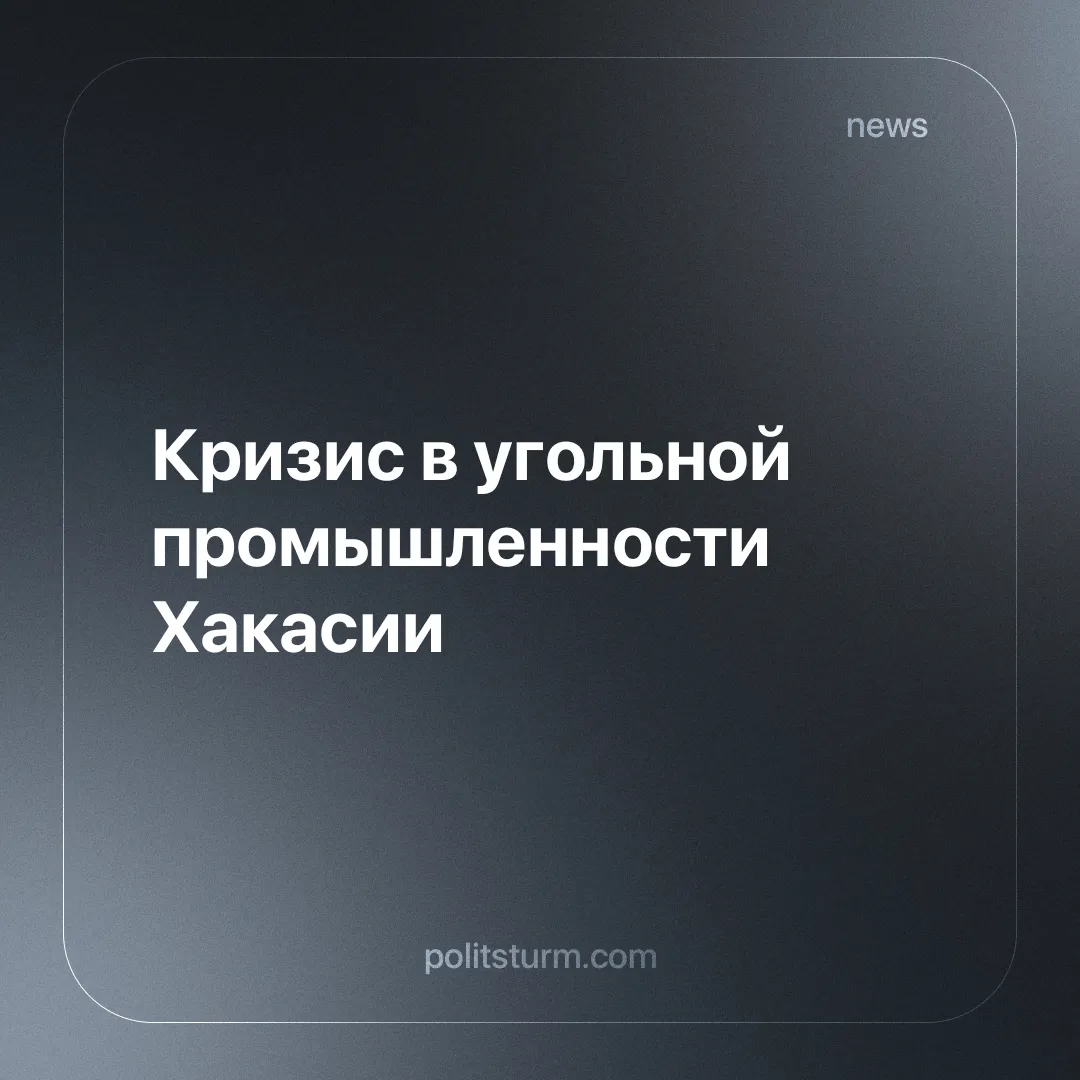 news
Кризис в угольной
промышленности
Хакасии
politsturm.com